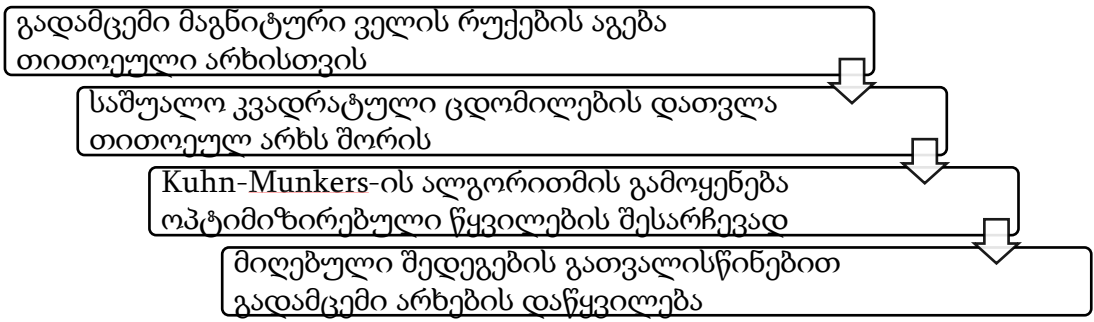 გადამცემი მაგნიტური ველის რუქების აგება
თითოეული არხისთვის
საშუალო კვადრატული ცდომილების დათვლა
თითოეულ არხს შორის
Kuhn-Munkers-ის ალგორითმის გამოყენება
ოპტიმიზირებული წყვილების შესარჩევად
მიღებული შედეგების გათვალისწინებით
გადამცემი არხების დაწყვილება